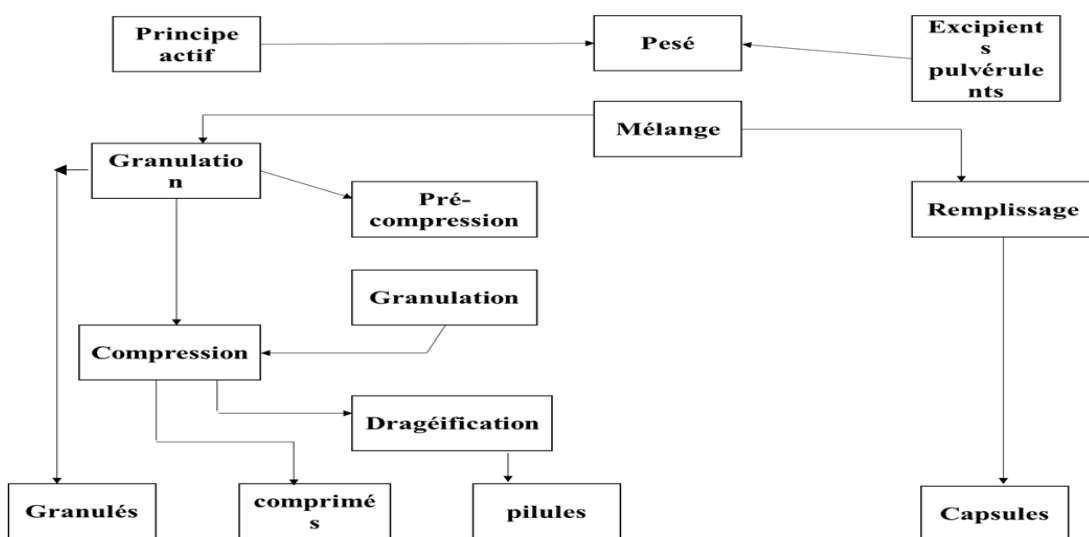 Principe
actif
Pesé
Excipient
s
pulvérule
nts
Mélange
Granulatio
n
Pré-
compression
Remplissage
Granulation
Compression
Dragéification
Granulés
comprimé
s
pilules
Capsules